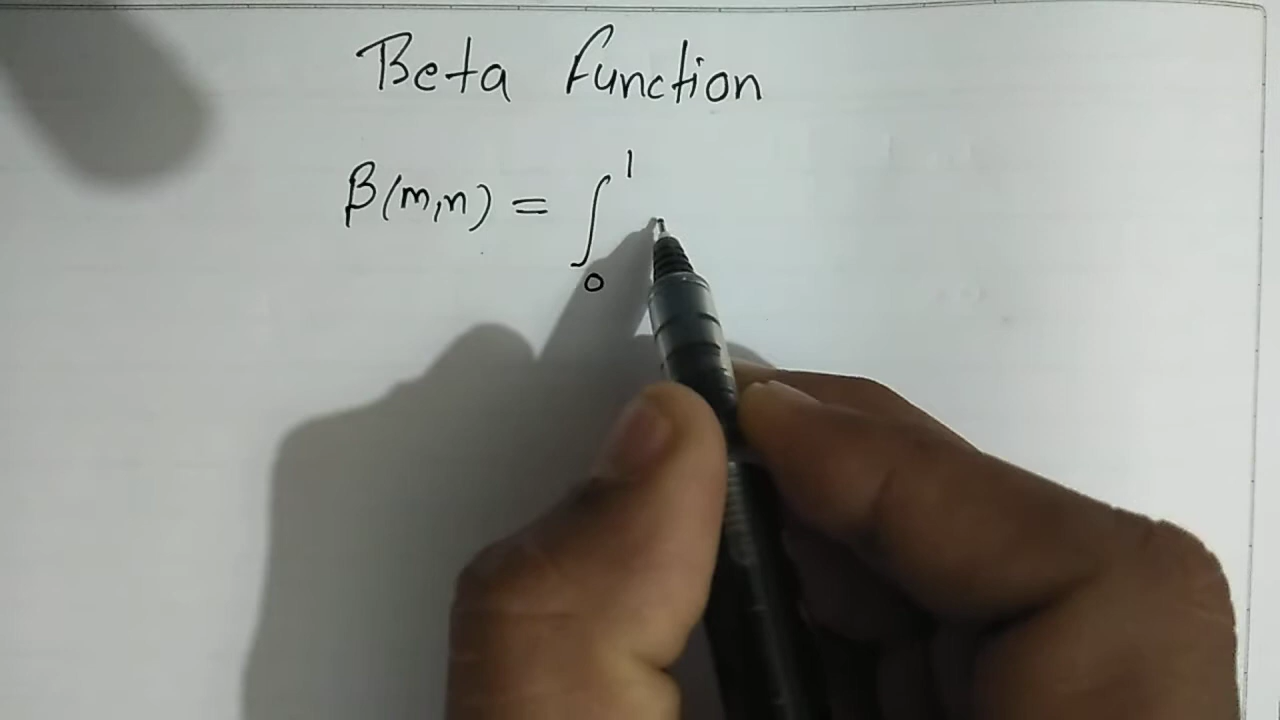 Beta function
β(m,n) = ∫₀¹